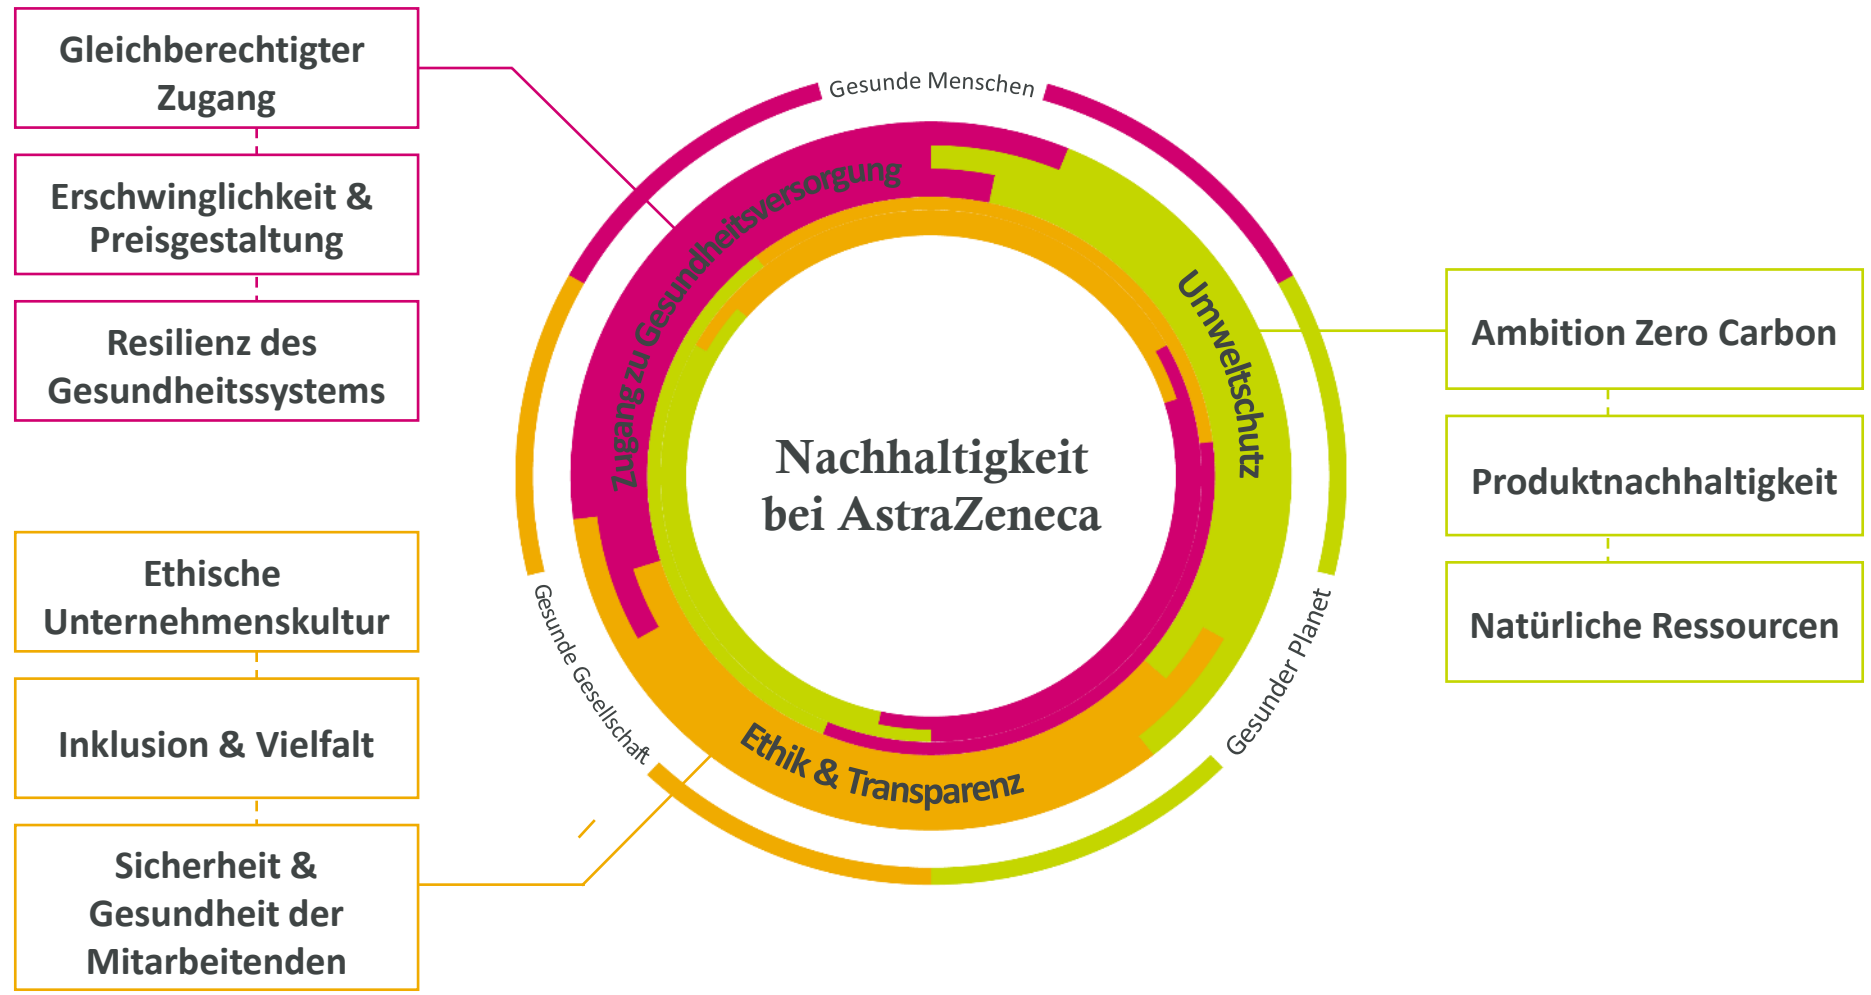 Gleichberechtigter
Zugang
Erschwinglichkeit &
Preisgestaltung
Resilienz des
Gesundheitssystems
Ethische
Unternehmenskultur
Inklusion & Vielfalt
Sicherheit &
Gesundheit der
Mitarbeitenden
Gesunde Menschen
Zugang zu Gesundheitsversorgung
Umweltschutz
Nachhaltigkeit
bei AstraZeneca
Ethik & Transparenz
Gesunde Gesellschaft
Gesunder Planet
Ambition Zero Carbon
Produktnachhaltigkeit
Natürliche Ressourcen